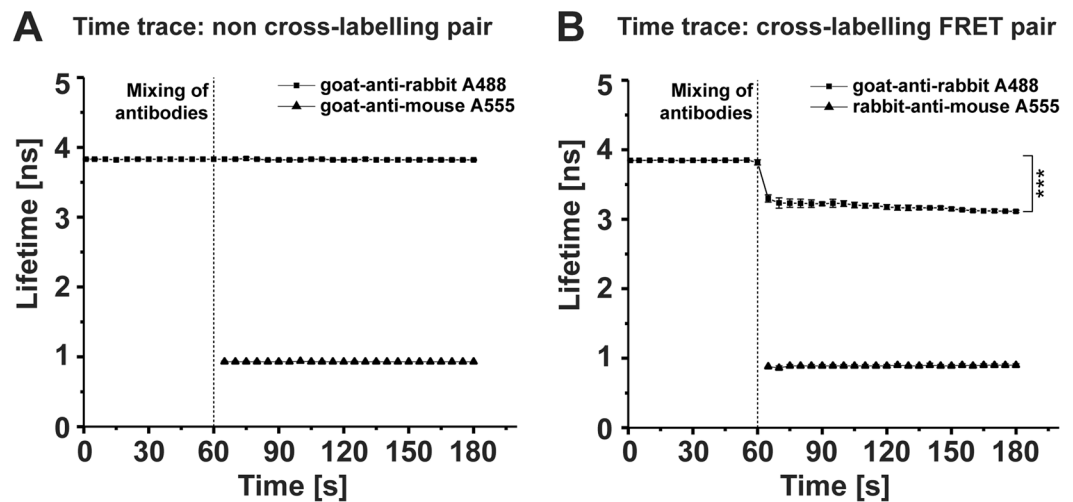 A Time trace: non cross-labelling pair
5
4
3
2
1
0
Lifetime [ns]
Mixing of
antibodies
goat-anti-rabbit A488
goat-anti-mouse A555
0 30 60 90 120 150 180
Time [s]
B Time trace: cross-labelling FRET pair
5
4
3
2
1
0
Lifetime [ns]
Mixing of
antibodies
goat-anti-rabbit A488
rabbit-anti-mouse A555
***
0 30 60 90 120 150 180
Time [s]